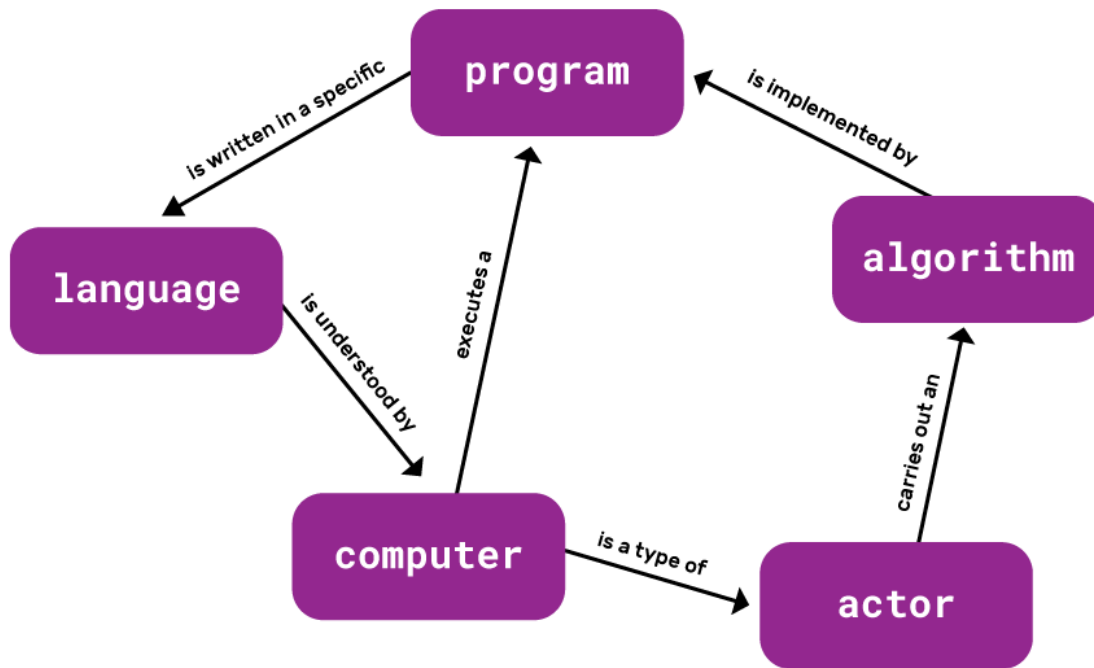 program
is written in a specific
is implemented by
language
algorithm
is understood by
executes a
carries out an
computer
is a type of
actor